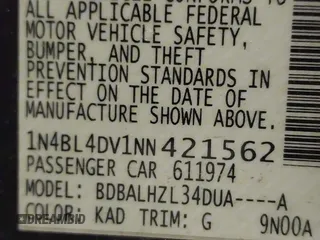 ALL APPLICABLE FEDERAL
MOTOR VEHICLE SAFETY,
BUMPER, AND THEFT
PREVENTION STANDARDS IN
EFFECT ON THE DATE OF
MANUFACTURE SHOWN ABOVE.
1N4BL4DV1NN421562
PASSENGER CAR 611974
MODEL: BDBALHZL34DUA-----A
COLOR: KAD TRIM: G 9N00A
DREAMBID